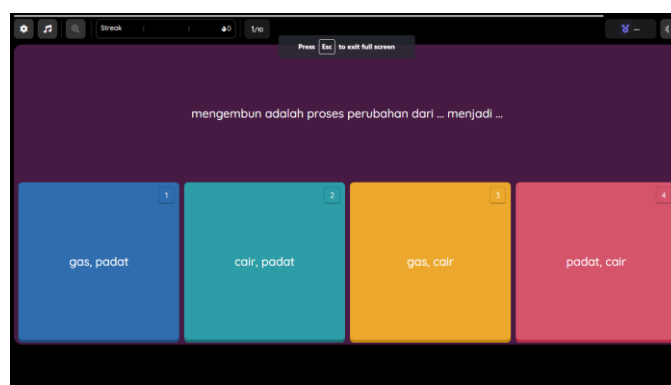 Streak
0
1/10
Press Esc to exit full screen
mengembun adalah proses perubahan dari ... menjadi ...
1
gas, padat
2
cair, padat
3
gas, cair
4
padat, cair